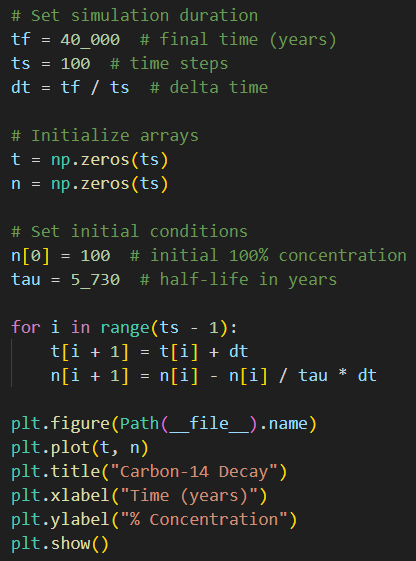 # Set simulation duration
tf = 40_000  # final time (years)
ts = 100  # time steps
dt = tf / ts  # delta time

# Initialize arrays
t = np.zeros(ts)
n = np.zeros(ts)

# Set initial conditions
n[0] = 100  # initial 100% concentration
tau = 5_730  # half-life in years

for i in range(ts - 1):
    t[i + 1] = t[i] + dt
    n[i + 1] = n[i] - n[i] / tau * dt

plt.figure(Path(__file__).name)
plt.plot(t, n)
plt.title("Carbon-14 Decay")
plt.xlabel("Time (years)")
plt.ylabel("% Concentration")
plt.show()